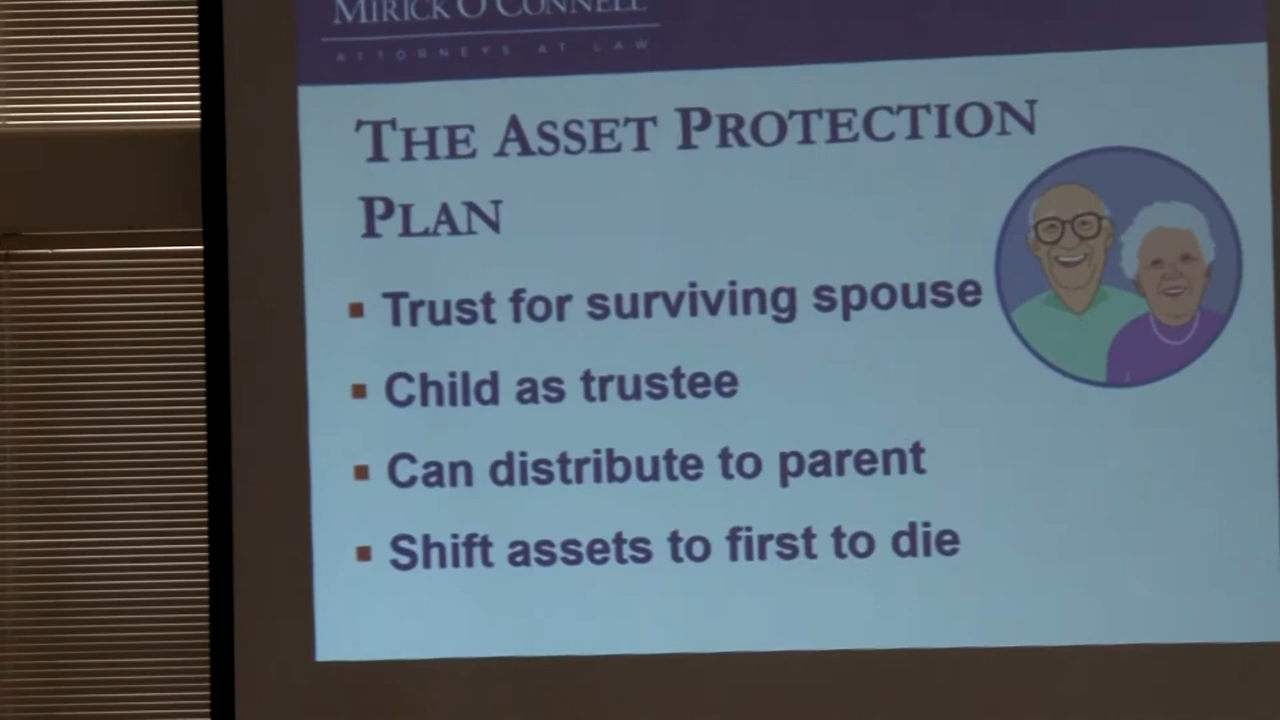 MIRICK O'CONNELL
ATTORNEYS AT LAW
THE ASSET PROTECTION
PLAN
▪ Trust for surviving spouse
▪ Child as trustee
▪ Can distribute to parent
▪ Shift assets to first to die